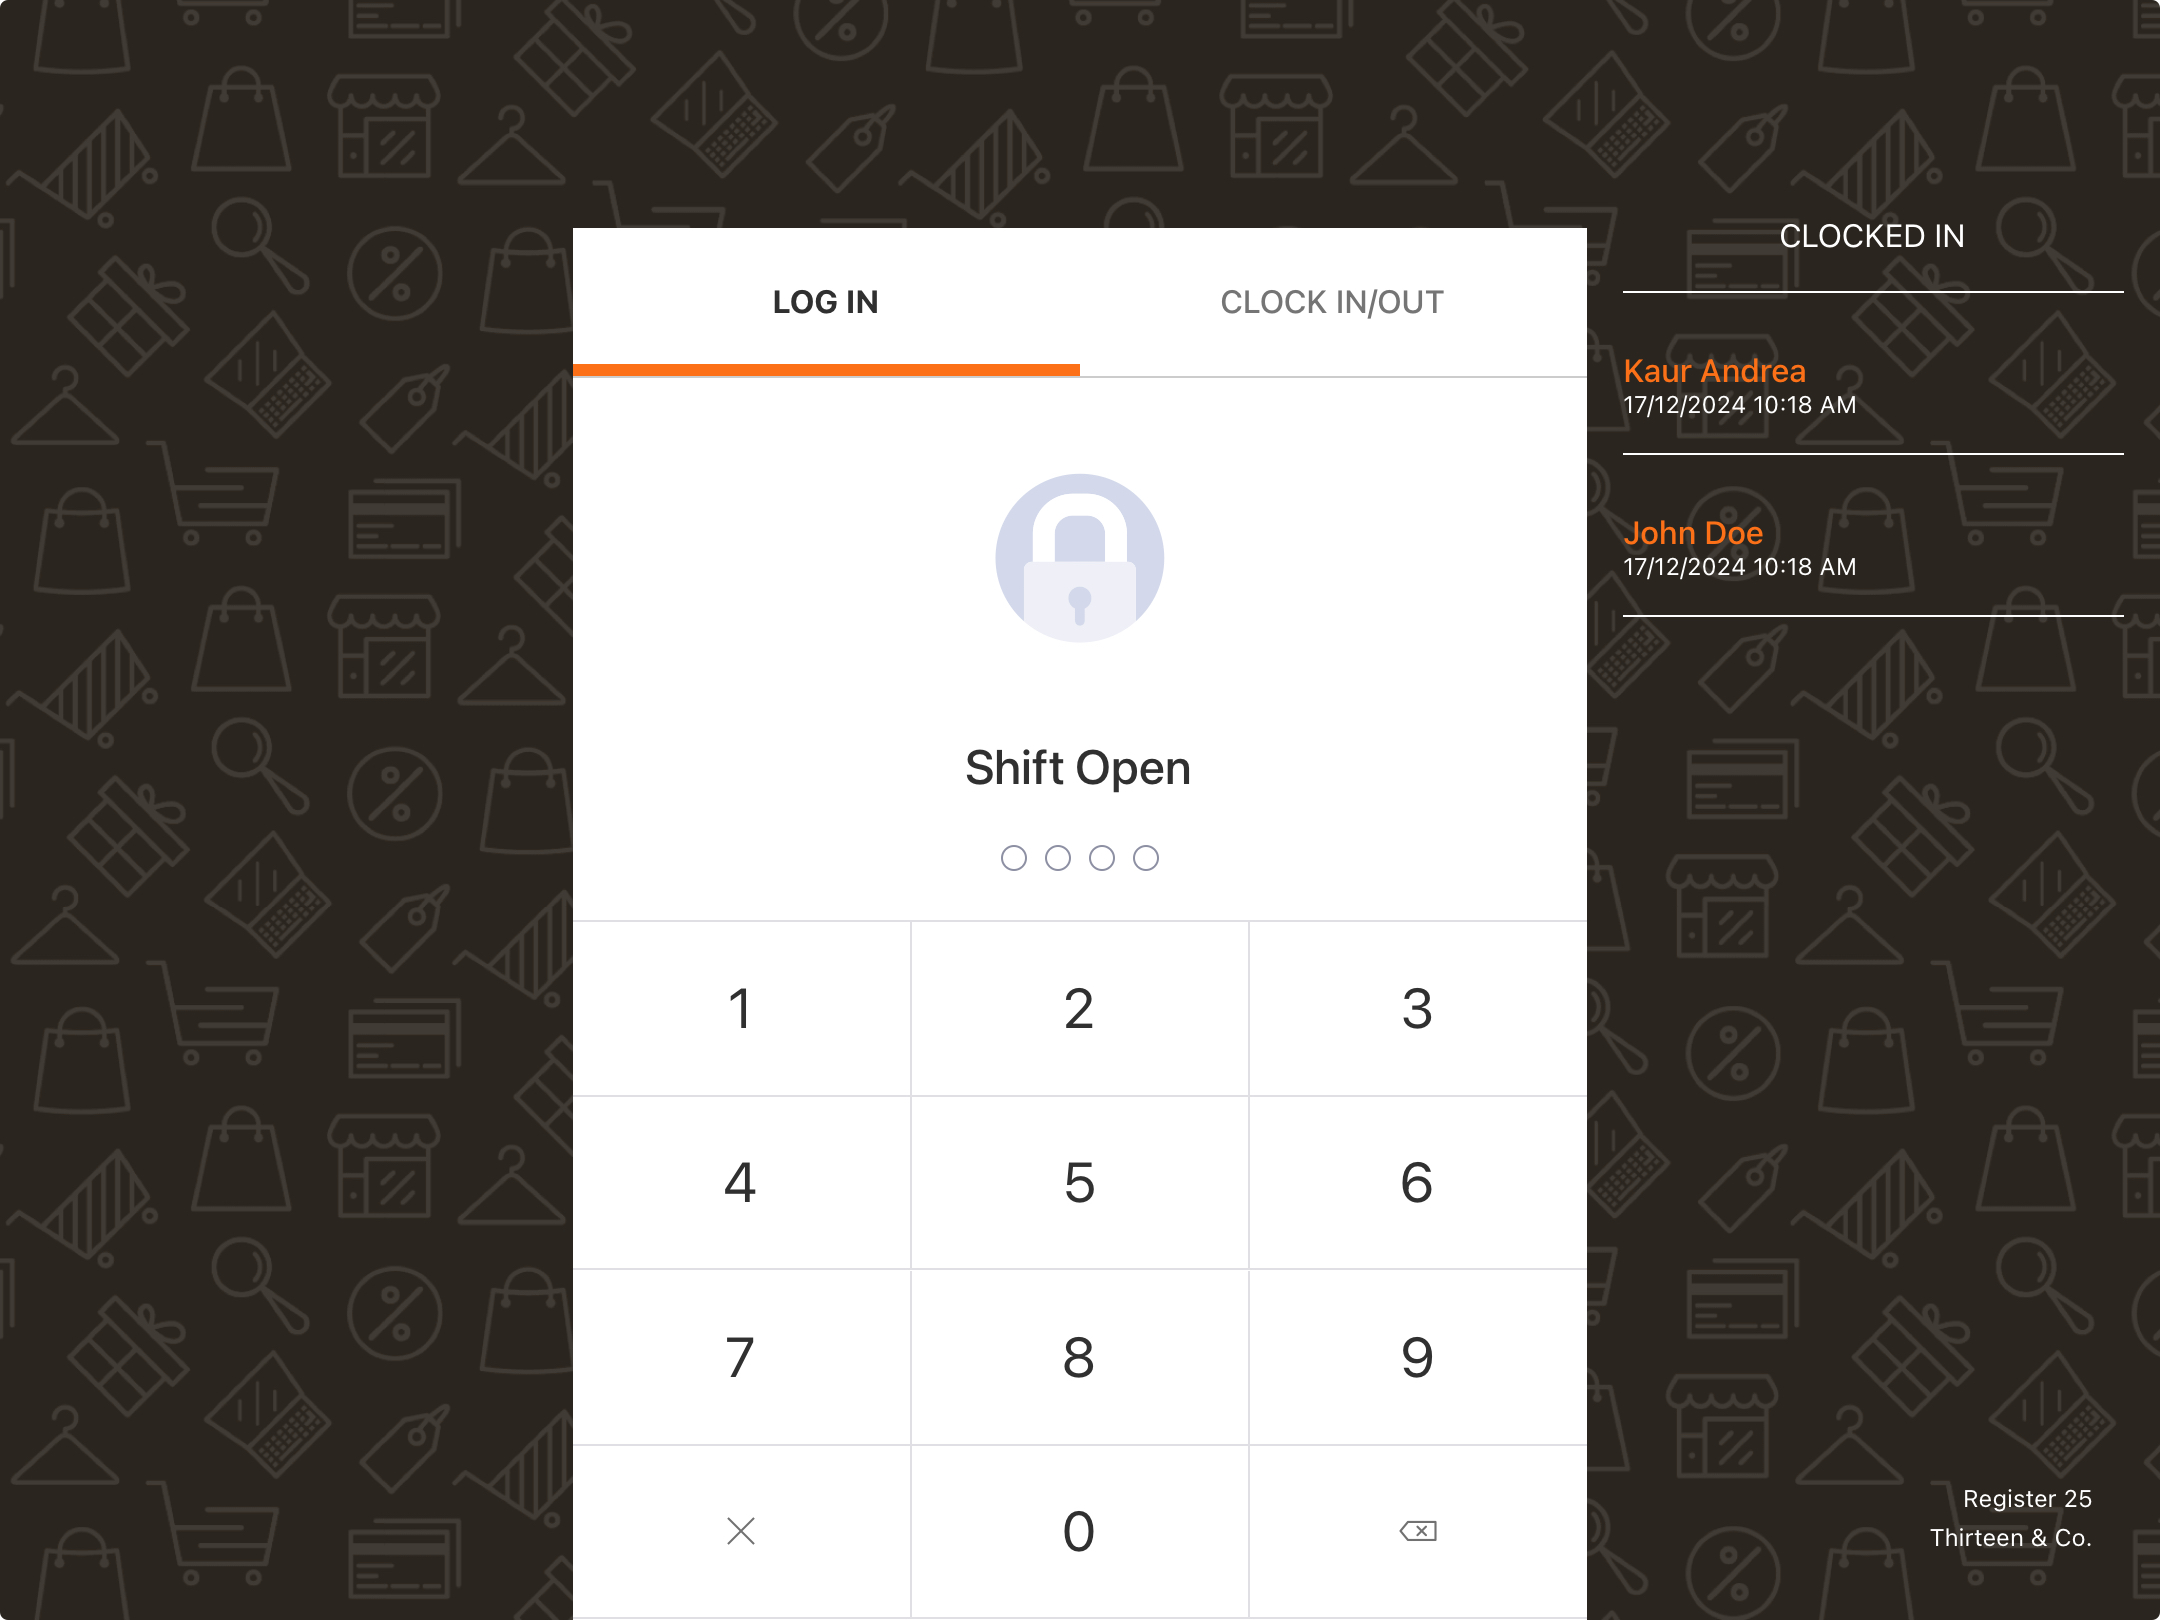 LOG IN
CLOCK IN/OUT
Shift Open
1 2 3
4 5 6
7 8 9
0
CLOCKED IN
Kaur Andrea
17/12/2024 10:18 AM
John Doe
17/12/2024 10:18 AM
Register 25
Thirteen & Co.